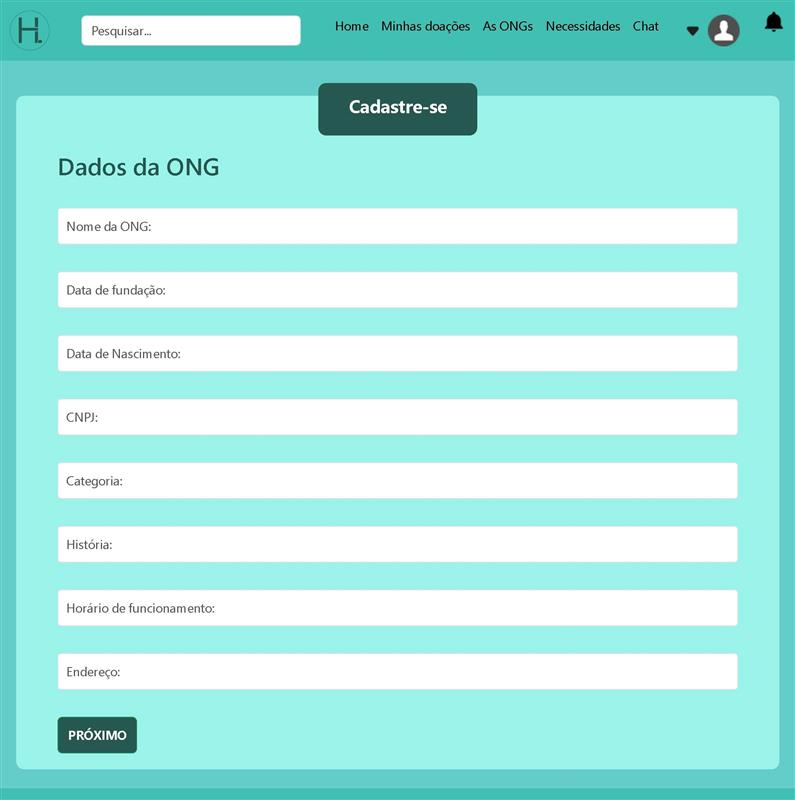 H.
Pesquisar...
Home Minhas doações As ONGs Necessidades Chat
Cadastre-se
Dados da ONG
Nome da ONG:
Data de fundação:
Data de Nascimento:
CNPJ:
Categoria:
História:
Horário de funcionamento:
Endereço:
PRÓXIMO